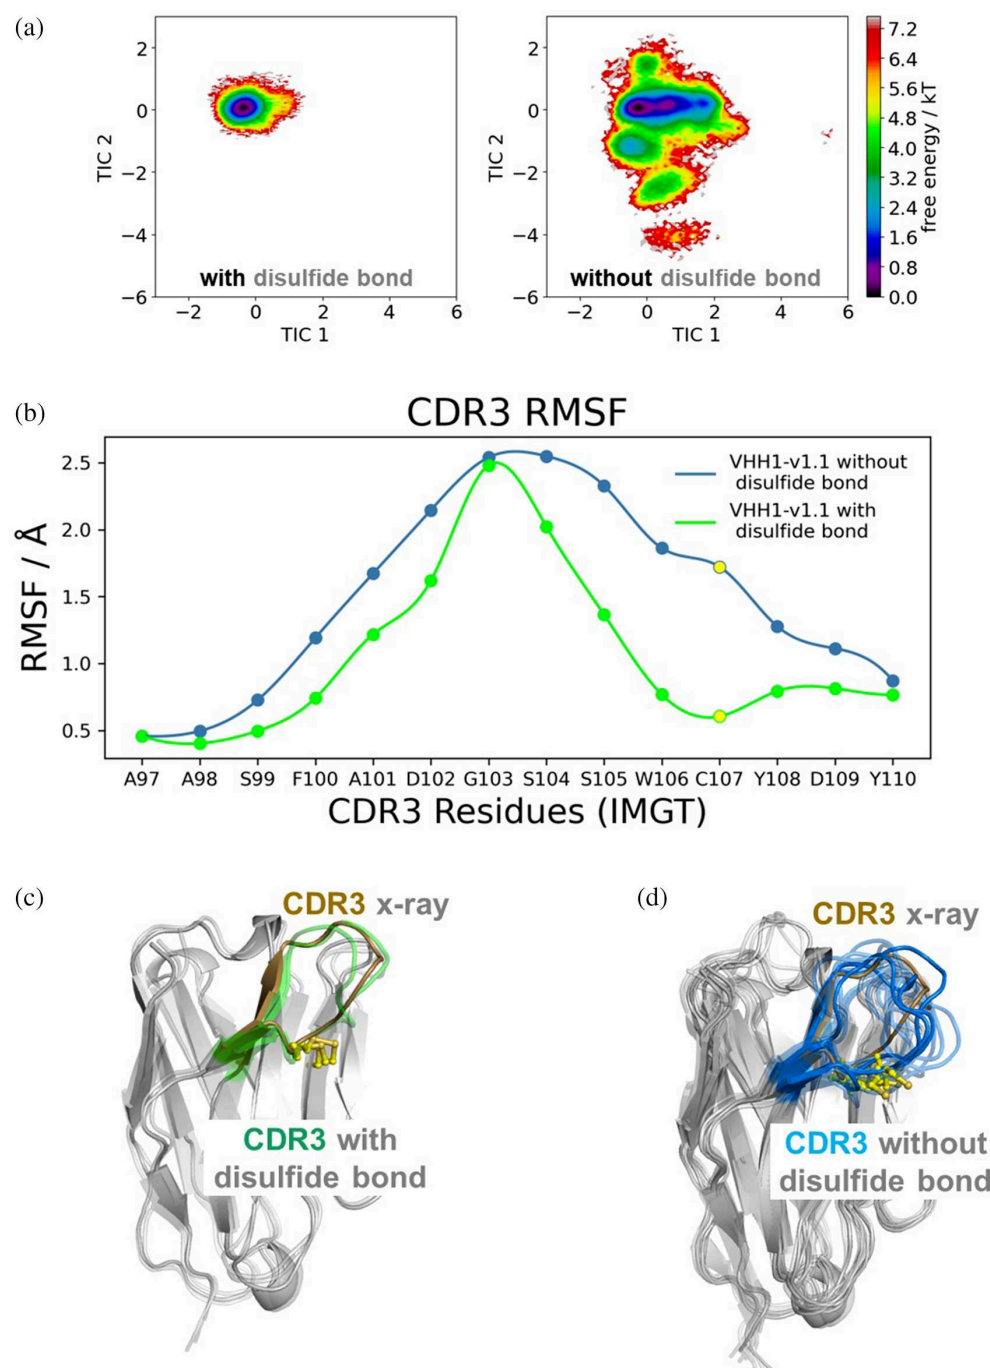 (a)
2
0
−2
−4
−6
TIC 2
with disulfide bond
−2 0 2 4 6
TIC 1
2
0
−2
−4
−6
TIC 2
without disulfide bond
−2 0 2 4 6
TIC 1
7.2
6.4
5.6
4.8
4.0
3.2
2.4
1.6
0.8
0.0
free energy / kT
(b)
CDR3 RMSF
2.5
2.0
1.5
1.0
0.5
RMSF / Å
VHH1-v1.1 without
disulfide bond
VHH1-v1.1 with
disulfide bond
A97 A98 S99 F100 A101 D102 G103 S104 S105 W106 C107 Y108 D109 Y110
CDR3 Residues (IMGT)
(c)
CDR3 x-ray
CDR3 with
disulfide bond
(d)
CDR3 x-ray
CDR3 without
disulfide bond